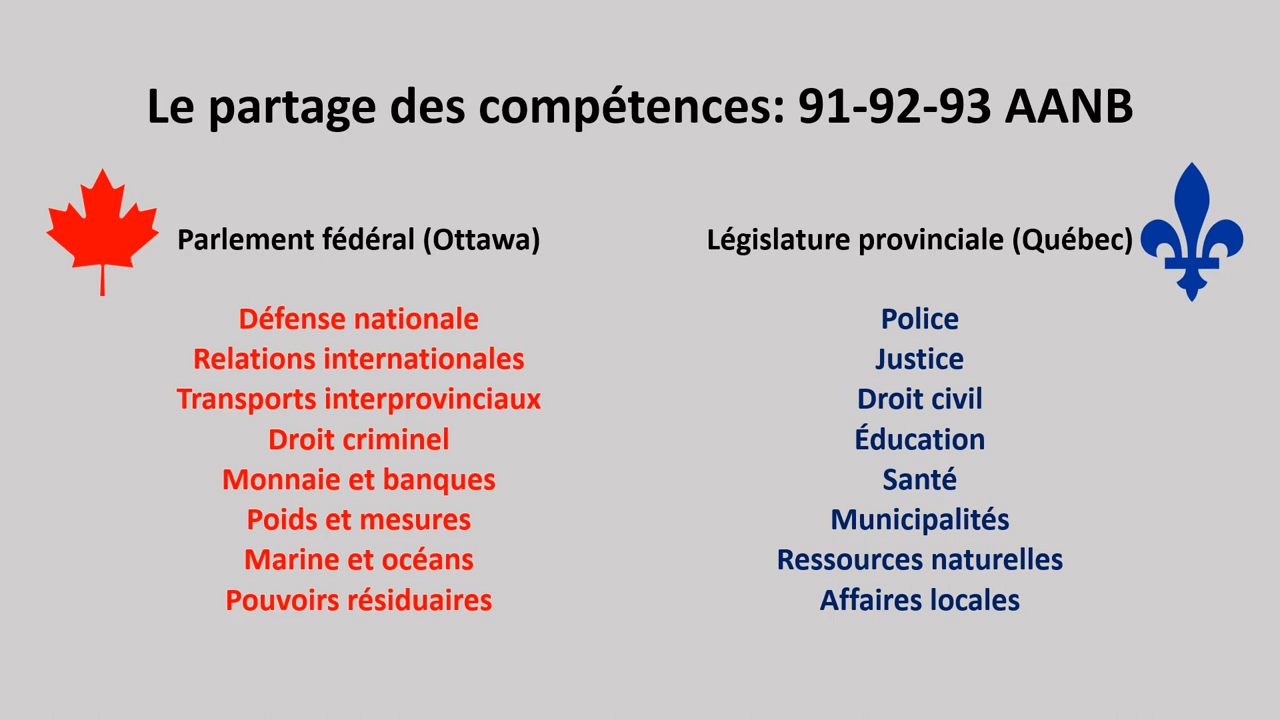 Le partage des compétences: 91-92-93 AANB
Parlement fédéral (Ottawa)
Défense nationale
Relations internationales
Transports interprovinciaux
Droit criminel
Monnaie et banques
Poids et mesures
Marine et océans
Pouvoirs résiduaires
Législature provinciale (Québec)
Police
Justice
Droit civil
Éducation
Santé
Municipalités
Ressources naturelles
Affaires locales